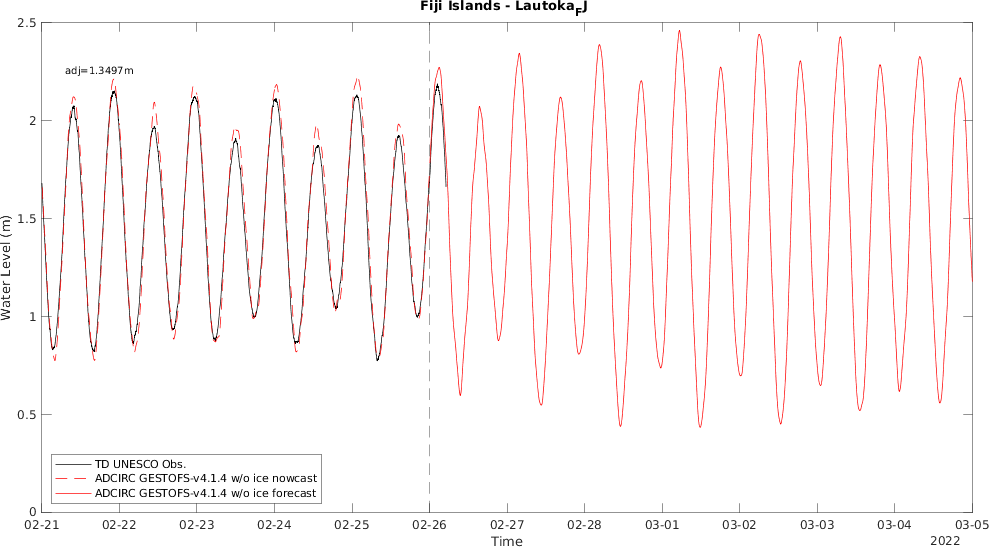 Fiji Islands - Lautoka_FJ
adj=1.3497m
2.5
2
1.5
1
0.5
0
Water Level (m)
TD UNESCO Obs.
ADCIRC GESTOFS-v4.1.4 w/o ice nowcast
ADCIRC GESTOFS-v4.1.4 w/o ice forecast
02-21 02-22 02-23 02-24 02-25 02-26 02-27 02-28 03-01 03-02 03-03 03-04 03-05
Time
2022